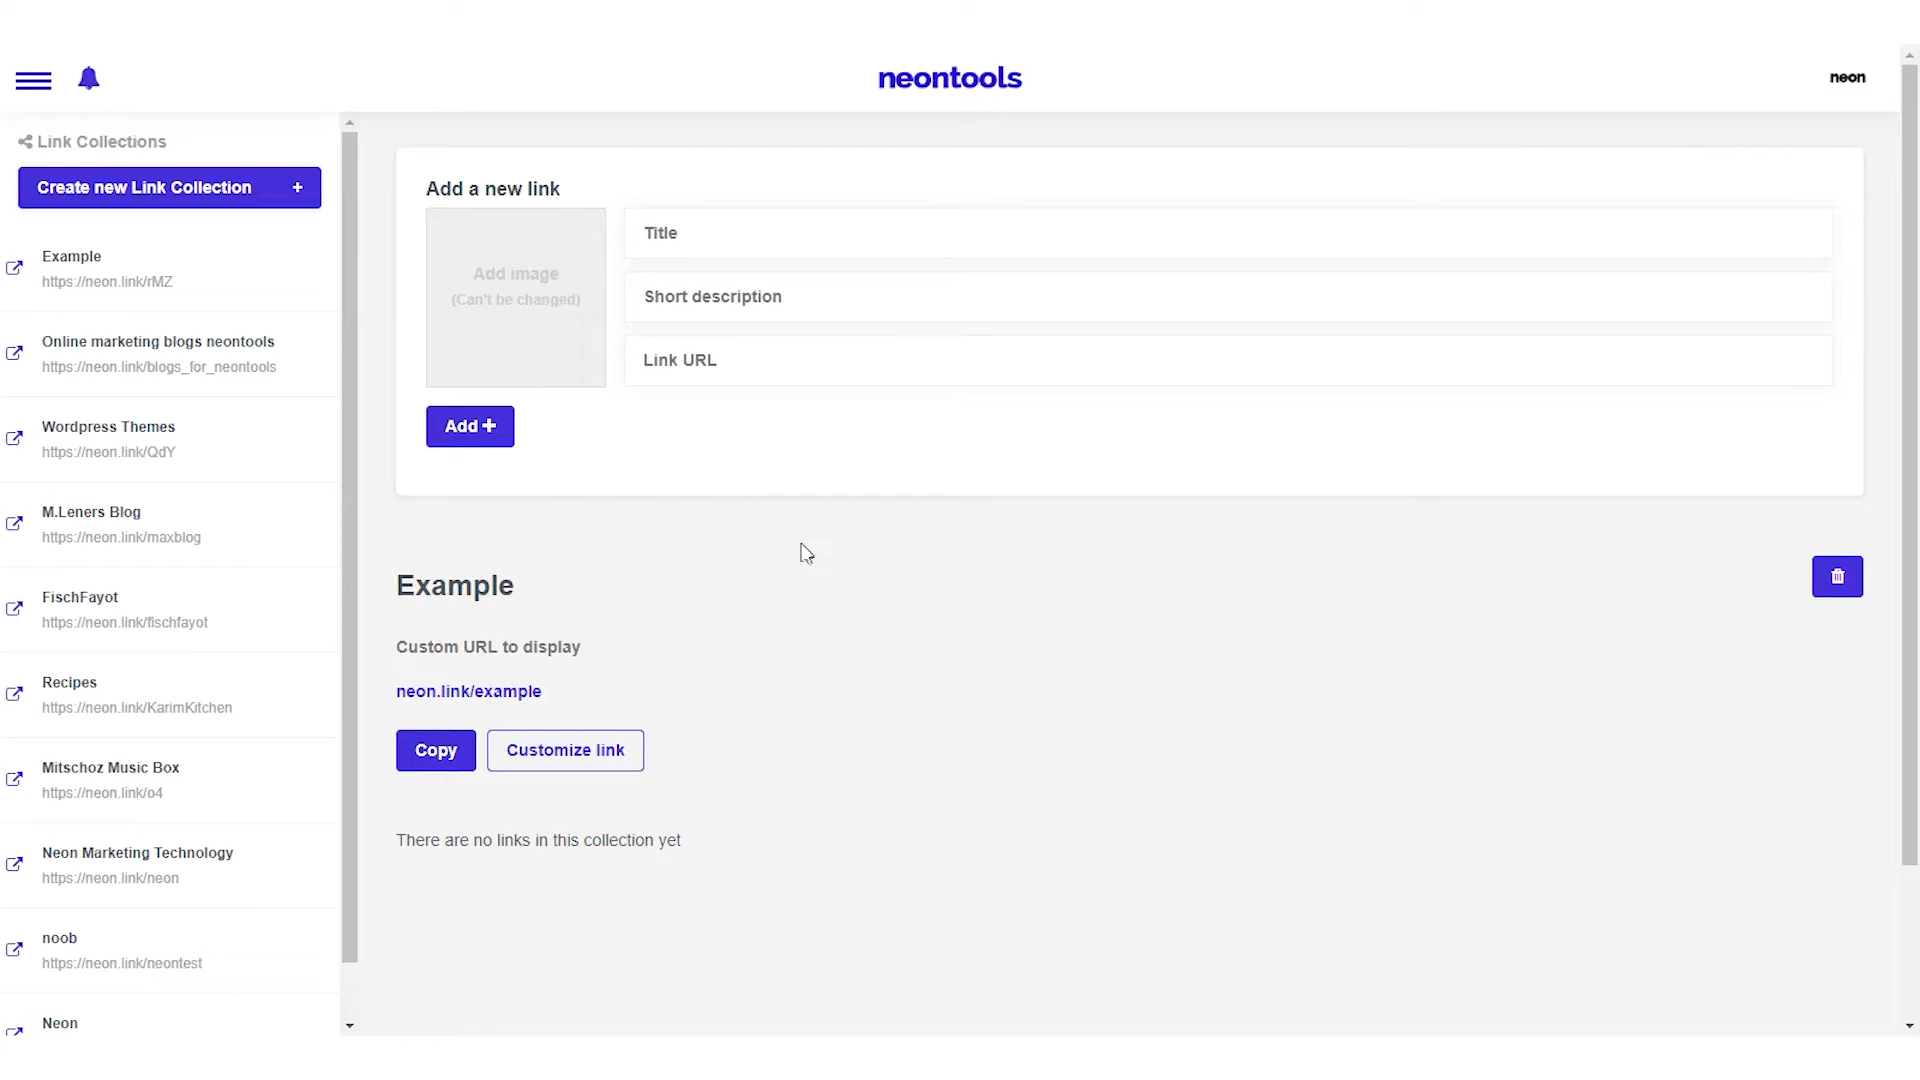 neontools
neon
Link Collections
Create new Link Collection +
Example
https://neon.link/rMZ
Online marketing blogs neontools
https://neon.link/blogs_for_neontools
Wordpress Themes
https://neon.link/QdY
M.Leners Blog
https://neon.link/maxblog
FischFayot
https://neon.link/fischfayot
Recipes
https://neon.link/KarimKitchen
Mitschoz Music Box
https://neon.link/o4
Neon Marketing Technology
https://neon.link/neon
noob
https://neon.link/neontest
Neon
Add a new link
Add image
(Can't be changed)
Title
Short description
Link URL
Add +
Example
Custom URL to display
neon.link/example
Copy
Customize link
There are no links in this collection yet